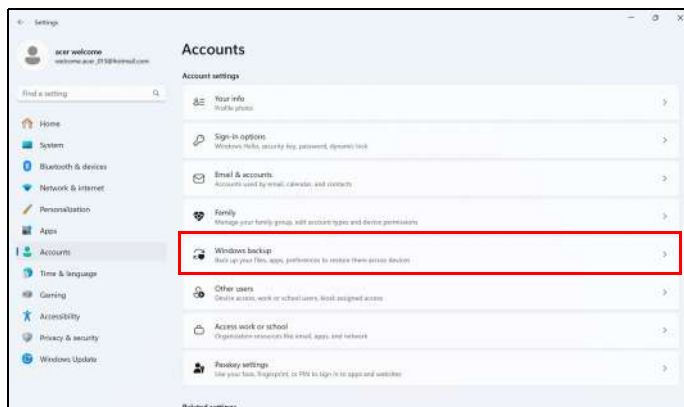 Settings
acer welcome
Accounts
Account settings
Find a setting
Your info
Profile photo
Home
Sign-in options
Windows Hello, security key, password, dynamic lock
System
Bluetooth & devices
Email & accounts
Accounts used by email, calendar, and contacts
Network & internet
Personalization
Family
Manage your family group, edit account types and device permissions
Apps
Accounts
Windows backup
Back up your files, apps, preferences to restore them across devices
Time & language
Other users
Device access, work or school users, kiosk assigned access
Gaming
Accessibility
Access work or school
Organization resources like email, apps, and network
Privacy & security
Windows Update
Passkey settings
Use your face, fingerprint, or PIN to sign in to apps and websites
Related settings